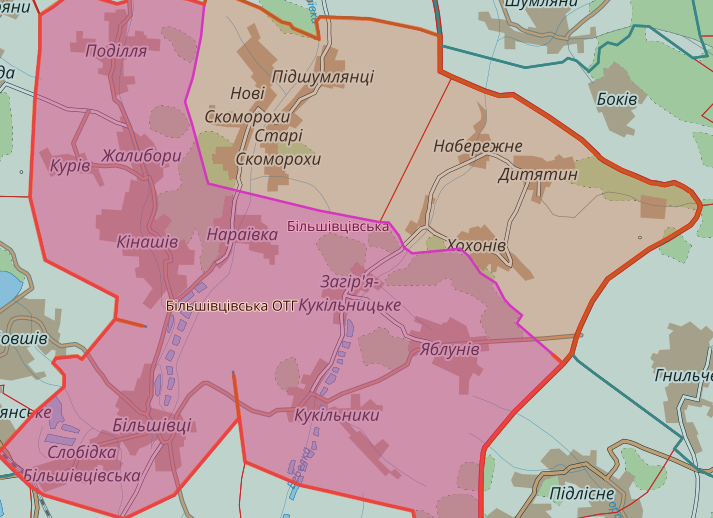 Шумляни
Поділля
Підшумлянці
Нові
Скоморохи
Боків
Старі
Скоморохи
Набережне
Жалибори
Курів
Дитятин
Більшівцівська
Нараївка
Кінашів
Хохонів
Загір'я-
Кукільницьке
Більшівцівська ОТГ
Яблунів
Гнильче
Кукільники
Більшівці
Слобідка
Більшівцівська
Підлісне